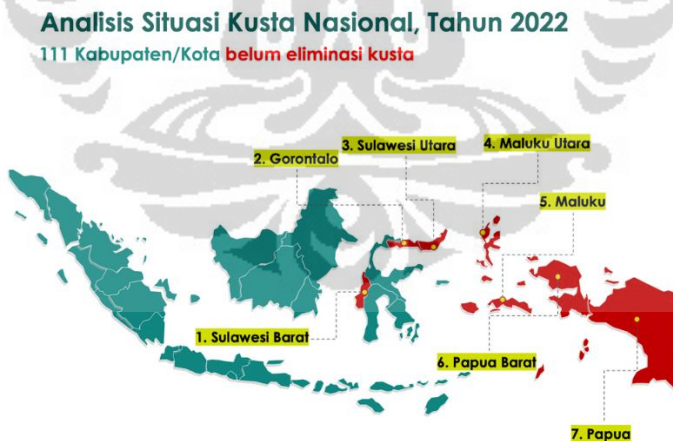 Analisis Situasi Kusta Nasional, Tahun 2022
111 Kabupaten/Kota belum eliminasi kusta
3. Sulawesi Utara
4. Maluku Utara
2. Gorontalo
5. Maluku
1. Sulawesi Barat
6. Papua Barat
7. Papua